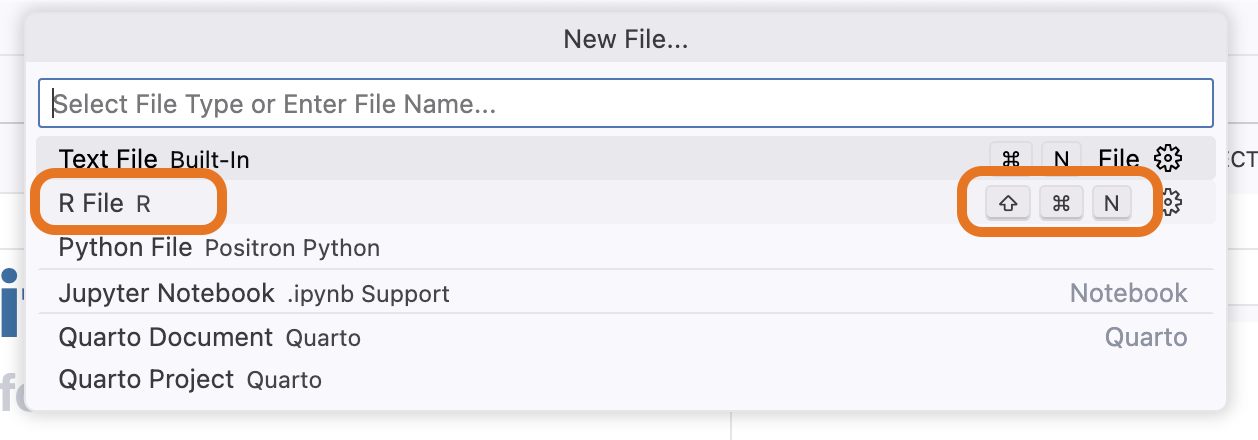 New File...
Select File Type or Enter File Name...
Text File Built-In ⌘ N File
R File R ⇧ ⌘ N
Python File Positron Python
Jupyter Notebook .ipynb Support Notebook
Quarto Document Quarto Quarto
Quarto Project Quarto